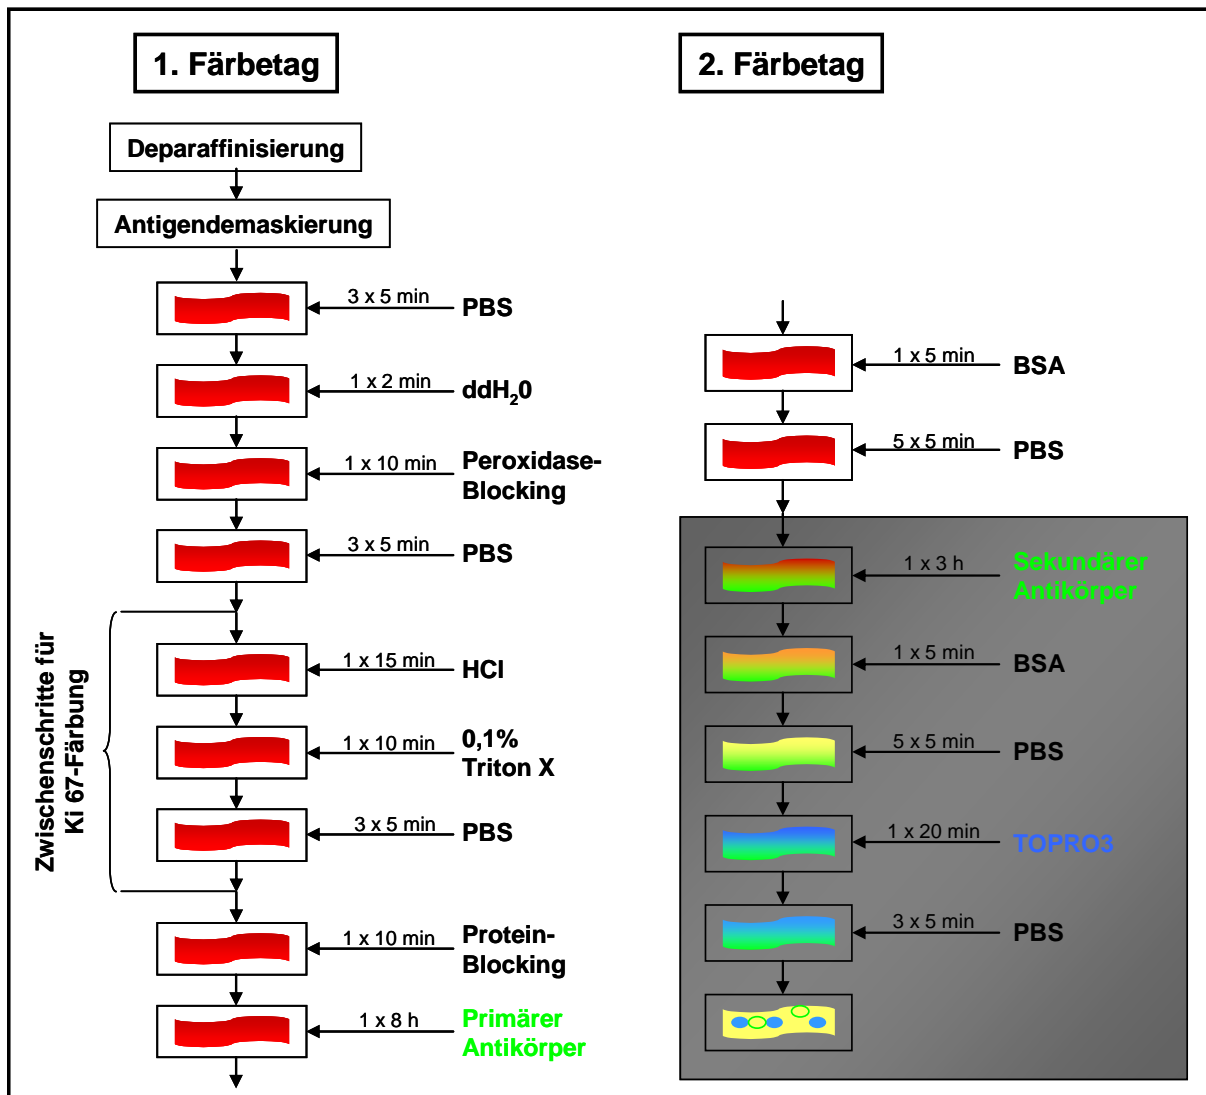 1. Färbetag
Deparaffinisierung
Antigendemaskierung
3 x 5 min
PBS
1 x 2 min
ddH₂0
1 x 10 min
Peroxidase-
Blocking
3 x 5 min
PBS
Zwischenschritte für
Ki 67-Färbung
1 x 15 min
HCl
1 x 10 min
0,1%
Triton X
3 x 5 min
PBS
1 x 10 min
Protein-
Blocking
1 x 8 h
Primärer
Antikörper
2. Färbetag
1 x 5 min
BSA
5 x 5 min
PBS
1 x 3 h
Sekundärer
Antikörper
1 x 5 min
BSA
5 x 5 min
PBS
1 x 20 min
TOPRO3
3 x 5 min
PBS